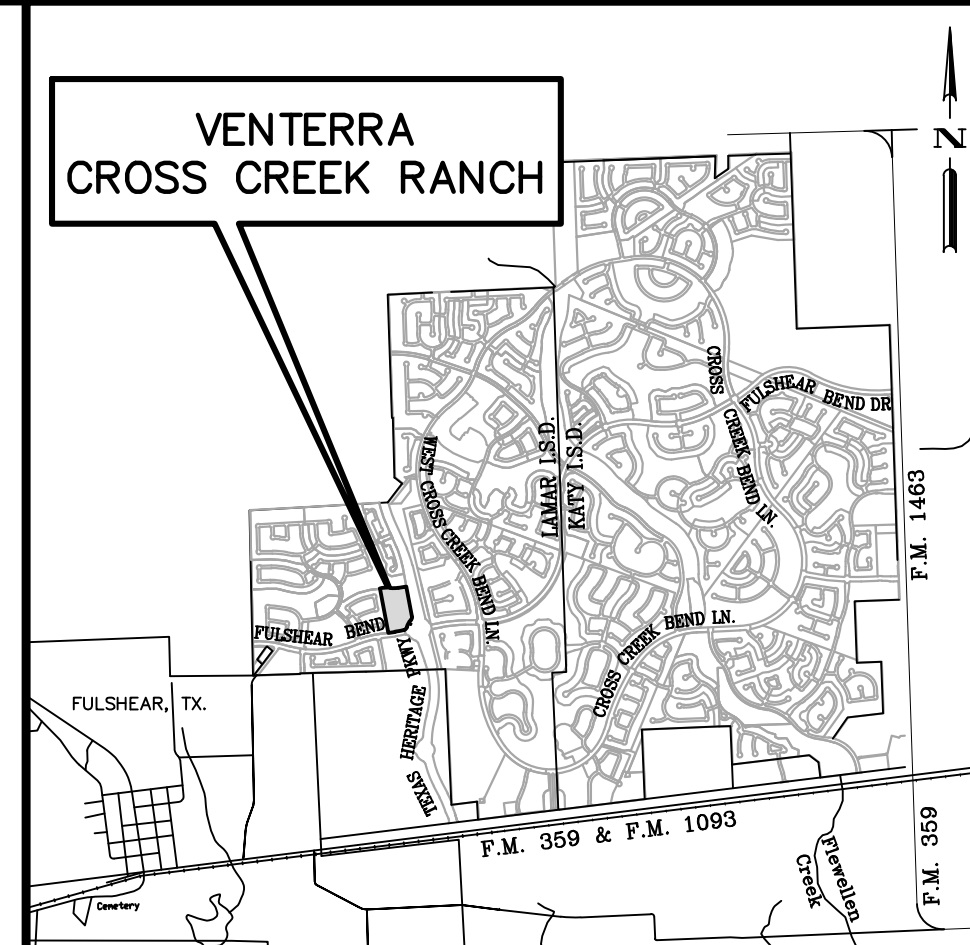 VENTERRA
CROSS CREEK RANCH
N
CROSS CREEK BEND LN.
FULSHEAR BEND DR
LAMAR I.S.D.
KATY I.S.D.
WEST CROSS CREEK BEND LN.
F.M. 1463
FULSHEAR BEND
CROSS CREEK BEND LN.
TEXAS HERITAGE PKWY
FULSHEAR, TX.
F.M. 359 & F.M. 1093
Flewellen
Creek
F.M. 359
Cemetery